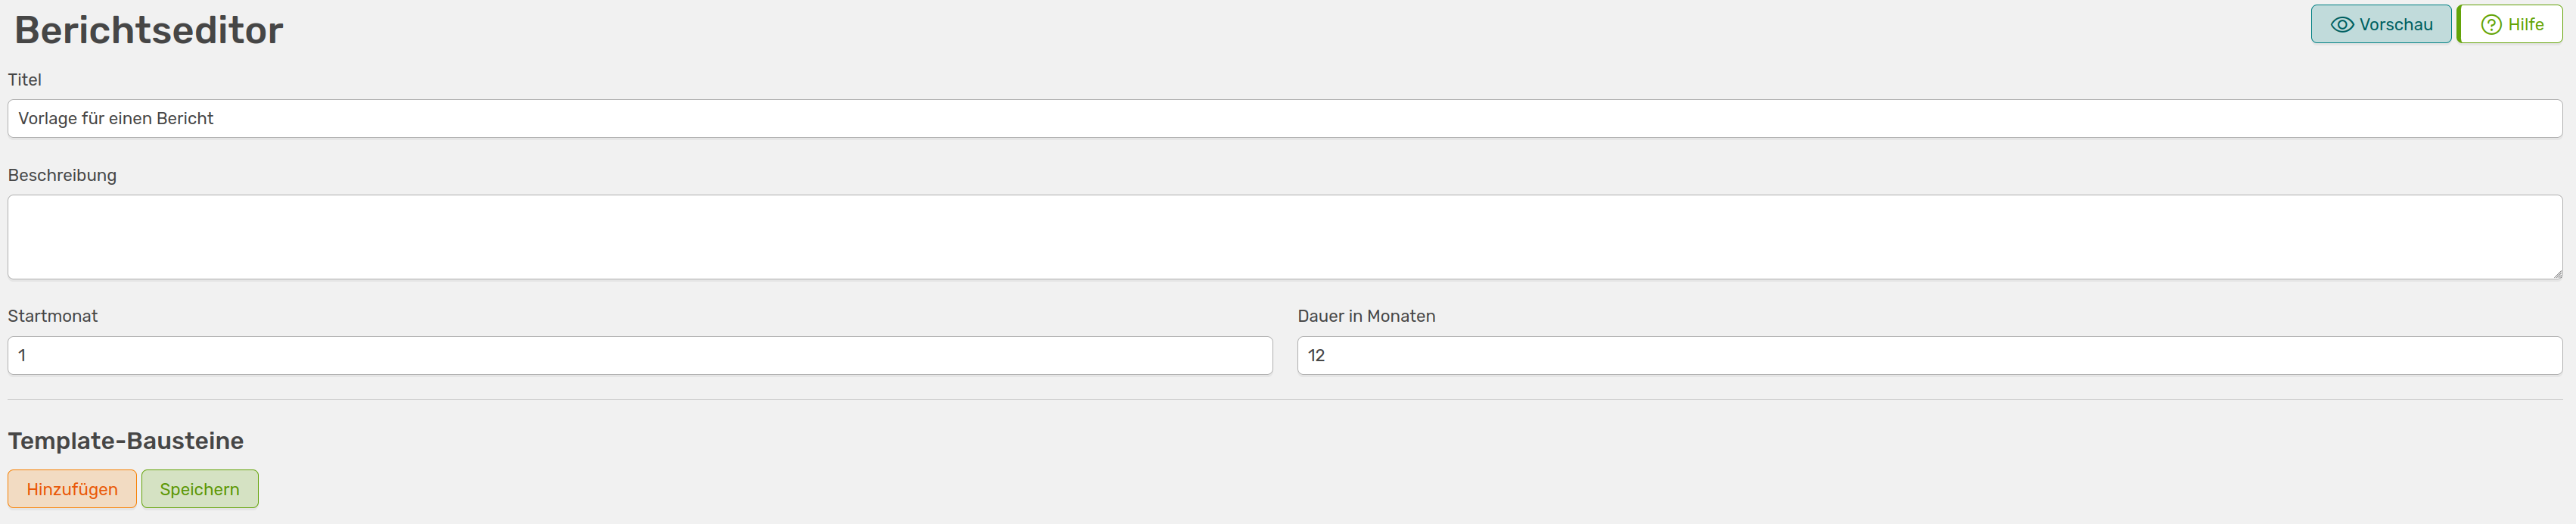 Berichtseditor
Vorschau
Hilfe
Titel
Vorlage für einen Bericht
Beschreibung
Startmonat
Dauer in Monaten
1
12
Template-Bausteine
Hinzufügen
Speichern